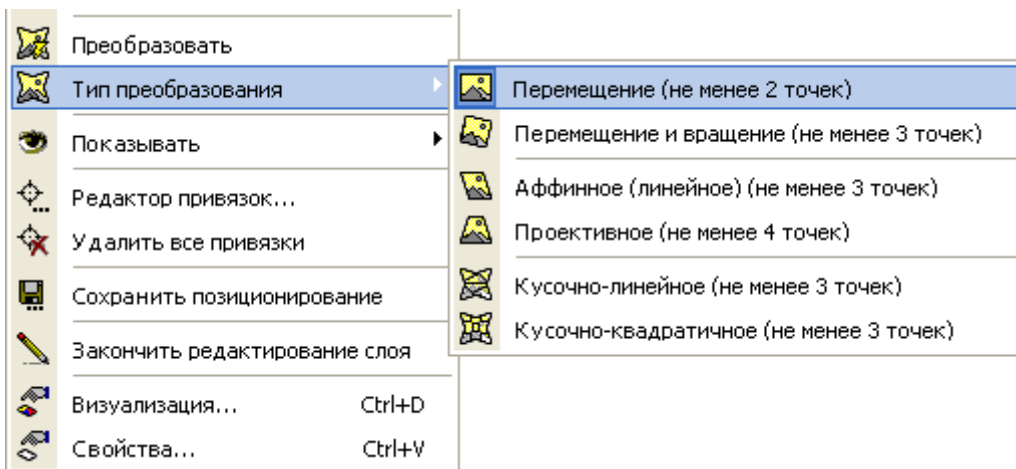 Преобразовать
Тип преобразования
Перемещение (не менее 2 точек)
Перемещение и вращение (не менее 3 точек)
Показывать
Аффинное (линейное) (не менее 3 точек)
Редактор привязок...
Проективное (не менее 4 точек)
Удалить все привязки
Кусочно-линейное (не менее 3 точек)
Сохранить позиционирование
Кусочно-квадратичное (не менее 3 точек)
Закончить редактирование слоя
Визуализация... Ctrl+D
Свойства... Ctrl+V